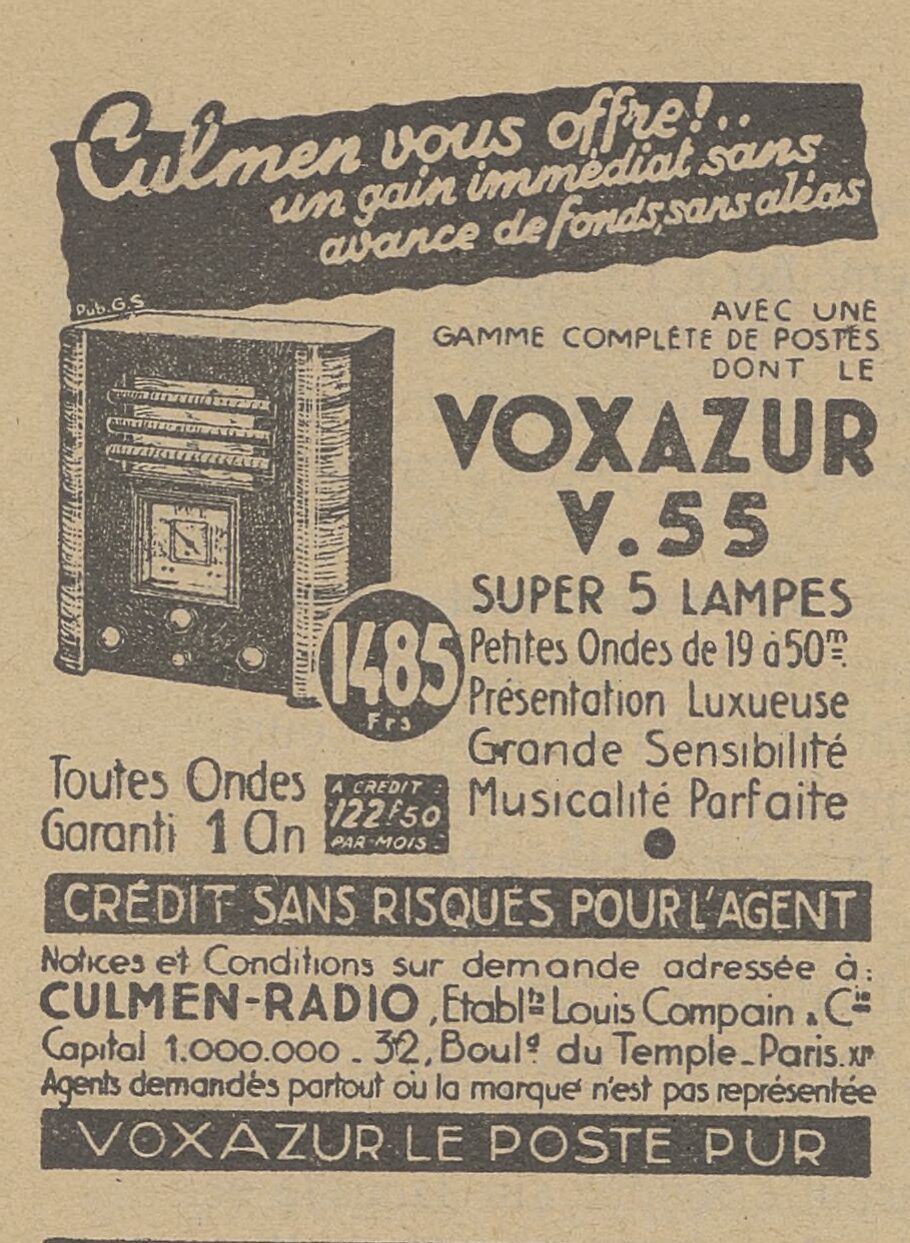 Culmen vous offre!..
un gain immédiat sans
avance de fonds, sans aléas
Pub. G.S
AVEC UNE
GAMME COMPLÈTE DE POSTES
DONT LE
VOXAZUR
V.55
SUPER 5 LAMPES
Petites Ondes de 19 à 50m.
Présentation Luxueuse
Grande Sensibilité
Musicalité Parfaite
1485
Frs
Toutes Ondes
Garanti 1 An
A CRÉDIT :
122F50
PAR MOIS.
CRÉDIT SANS RISQUES POUR L'AGENT
Notices et Conditions sur demande adressée à :
CULMEN-RADIO, Etablts Louis Compain & Cie
Capital 1.000.000 - 32, Bould du Temple - Paris. XIe
Agents demandés partout où la marque n'est pas représentée
VOXAZUR LE POSTE PUR